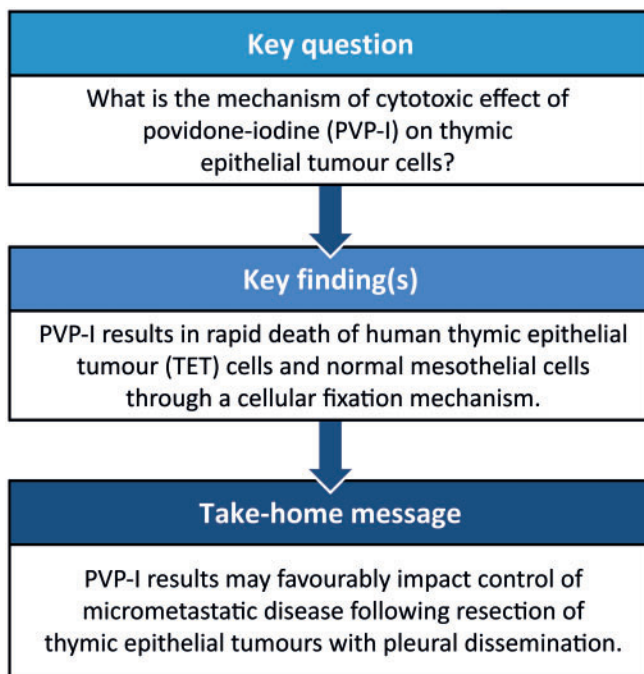 Key question
What is the mechanism of cytotoxic effect of
povidone-iodine (PVP-I) on thymic
epithelial tumour cells?
Key finding(s)
PVP-I results in rapid death of human thymic epithelial
tumour (TET) cells and normal mesothelial cells
through a cellular fixation mechanism.
Take-home message
PVP-I results may favourably impact control of
micrometastatic disease following resection of
thymic epithelial tumours with pleural dissemination.